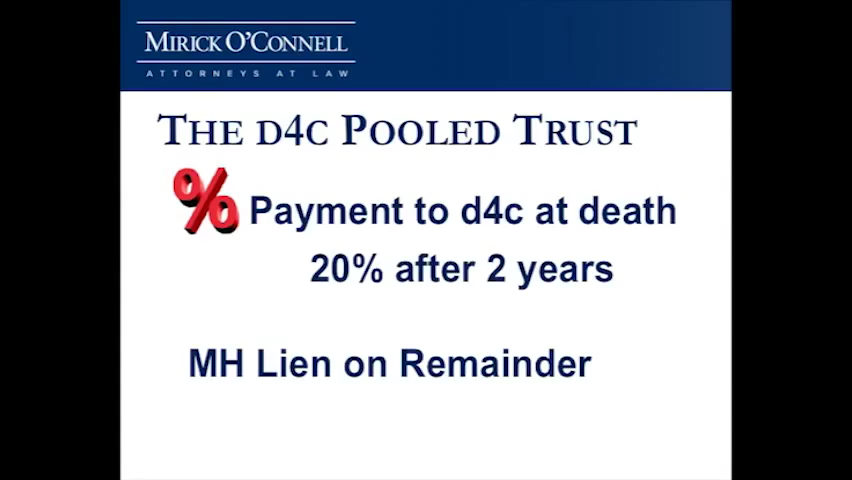 MIRICK O'CONNELL
ATTORNEYS AT LAW
THE D4C POOLED TRUST
% Payment to d4c at death
20% after 2 years
MH Lien on Remainder